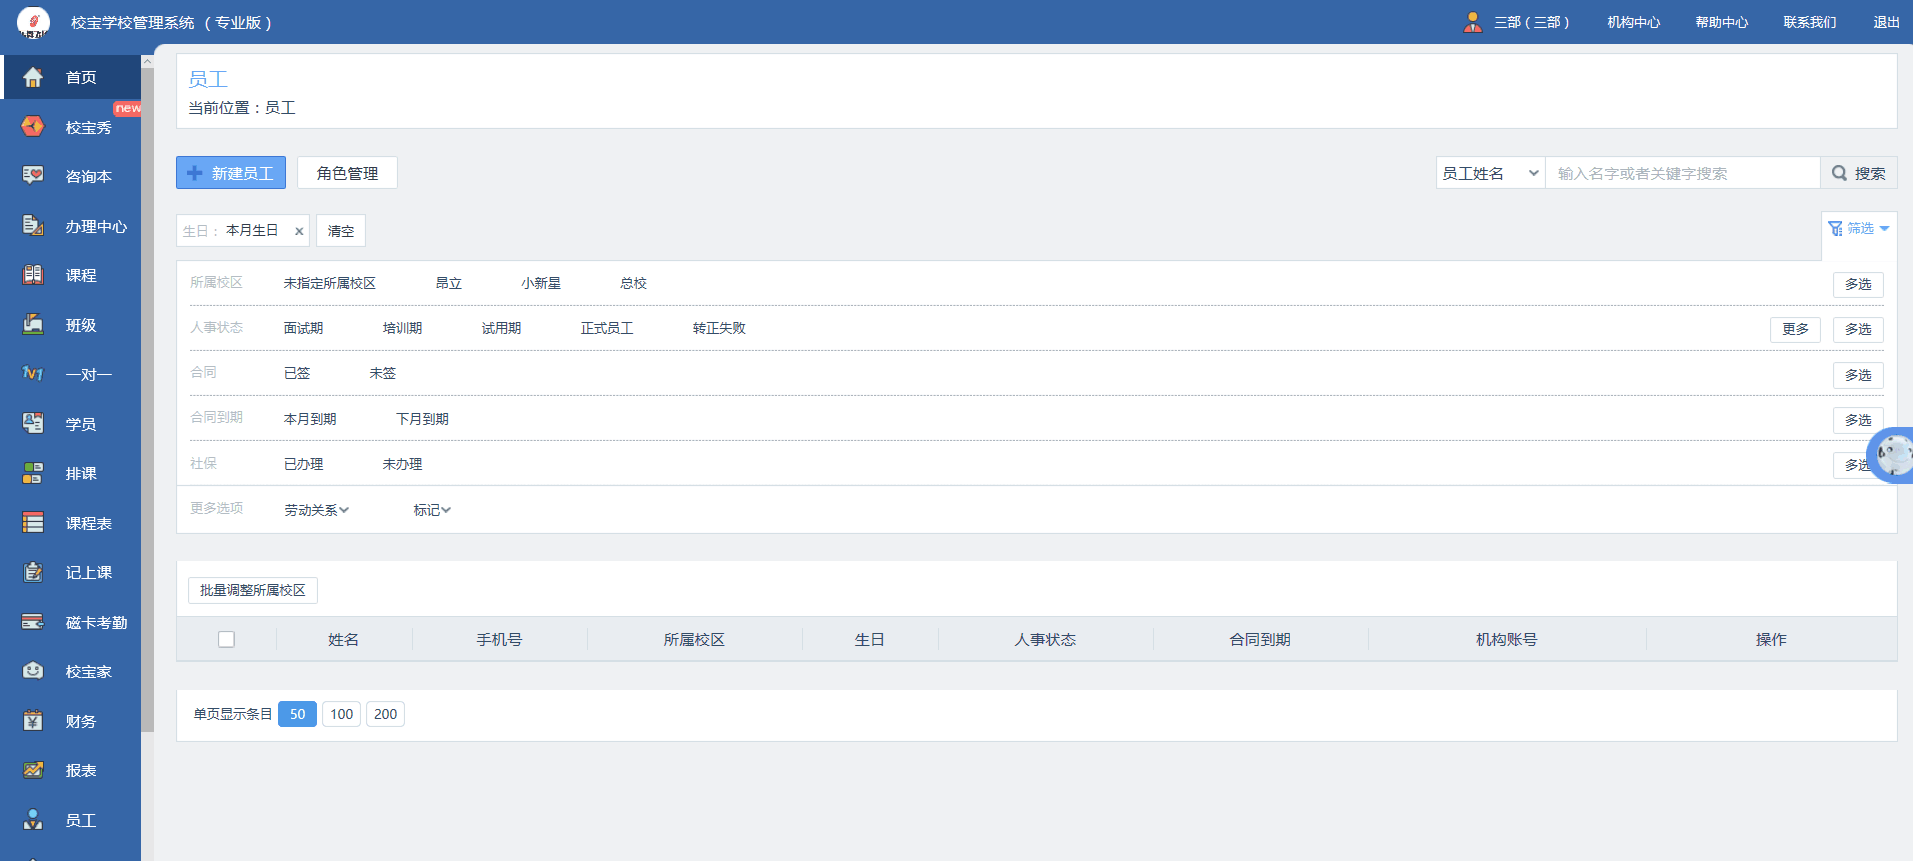 校宝学校管理系统 （专业版）
三部（三部） 机构中心 帮助中心 联系我们 退出
首页
new
校宝秀
咨询本
办理中心
课程
班级
一对一
学员
排课
课程表
记上课
磁卡考勤
校宝家
财务
报表
员工
员工
当前位置：员工
新建员工 角色管理 员工姓名 输入名字或者关键字搜索 搜索
生日： 本月生日 × 清空 筛选
所属校区 未指定所属校区 昂立 小新星 总校 多选
人事状态 面试期 培训期 试用期 正式员工 转正失败 更多 多选
合同 已签 未签 多选
合同到期 本月到期 下月到期 多选
社保 已办理 未办理 多选
更多选项 劳动关系 标记
批量调整所属校区
姓名 手机号 所属校区 生日 人事状态 合同到期 机构账号 操作
单页显示条目 50 100 200